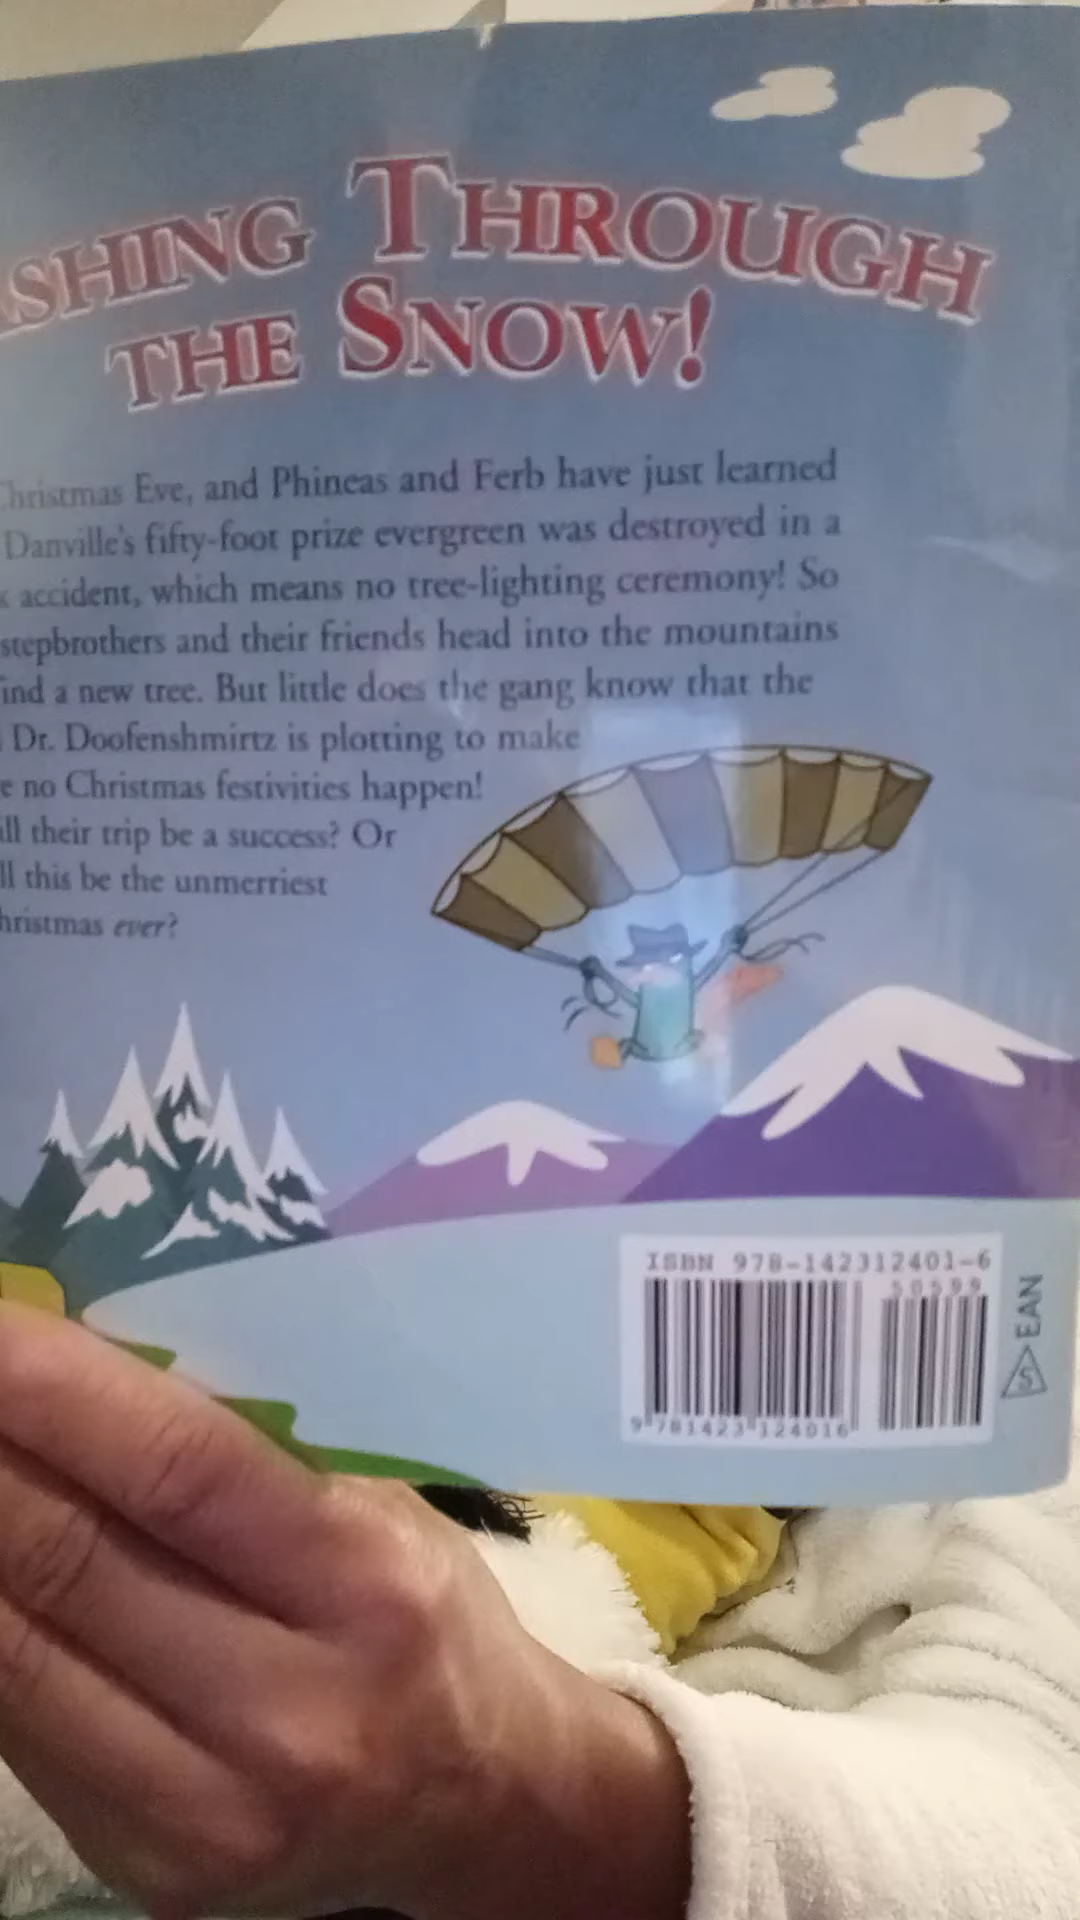 SHING THROUGH
THE SNOW!
Christmas Eve, and Phineas and Ferb have just learned
Danville's fifty-foot prize evergreen was destroyed in a
accident, which means no tree-lighting ceremony! So
stepbrothers and their friends head into the mountains
ind a new tree. But little does the gang know that the
Dr. Doofenshmirtz is plotting to make
e no Christmas festivities happen!
ill their trip be a success? Or
ll this be the unmerriest
hristmas ever?
ISBN 978-142312401-6
50599
9 781423 124016
S EAN